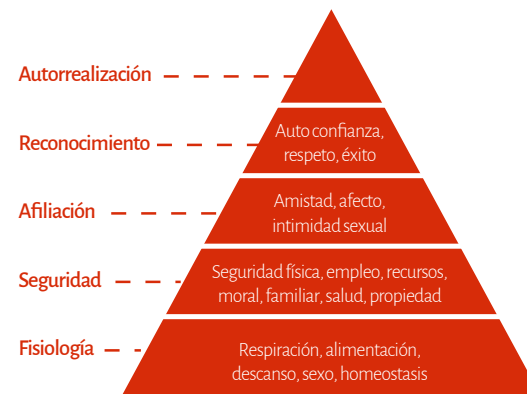 Autorrealización
Reconocimiento
Auto confianza,
respeto, éxito
Afiliación
Amistad, afecto,
intimidad sexual
Seguridad
Seguridad física, empleo, recursos,
moral, familiar, salud, propiedad
Fisiología
Respiración, alimentación,
descanso, sexo, homeostasis